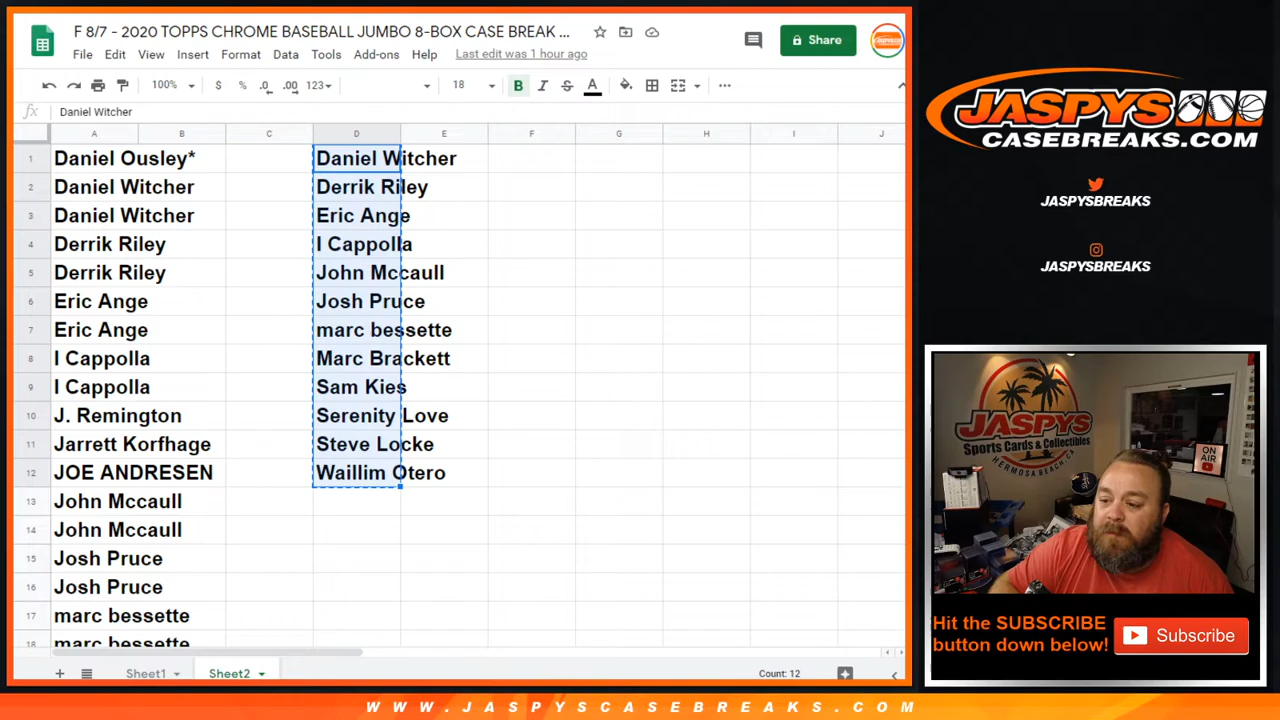 F 8/7 - 2020 TOPPS CHROME BASEBALL JUMBO 8-BOX CASE BREAK ...
File Edit View Insert Format Data Tools Add-ons Help Last edit was 1 hour ago
Share
100% $ % .0 .00 123 18 B I S A ...
fx Daniel Witcher
A B C D E F G H I J
1 Daniel Ousley* Daniel Witcher
2 Daniel Witcher Derrik Riley
3 Daniel Witcher Eric Ange
4 Derrik Riley I Cappolla
5 Derrik Riley John Mccaull
6 Eric Ange Josh Pruce
7 Eric Ange marc bessette
8 I Cappolla Marc Brackett
9 I Cappolla Sam Kies
10 J. Remington Serenity Love
11 Jarrett Korfhage Steve Locke
12 JOE ANDRESEN Waillim Otero
13 John Mccaull
14 John Mccaull
15 Josh Pruce
16 Josh Pruce
17 marc bessette
18 marc bessette
+ Sheet1 Sheet2 Count: 12
JASPYS
CASEBREAKS.COM
JASPYSBREAKS
JASPYSBREAKS
JASPYS
Sports Cards & Collectibles
HERMOSA BEACH, CA
ON AIR
Hit the SUBSCRIBE
button down below!
Subscribe
WWW.JASPYSCASEBREAKS.COM